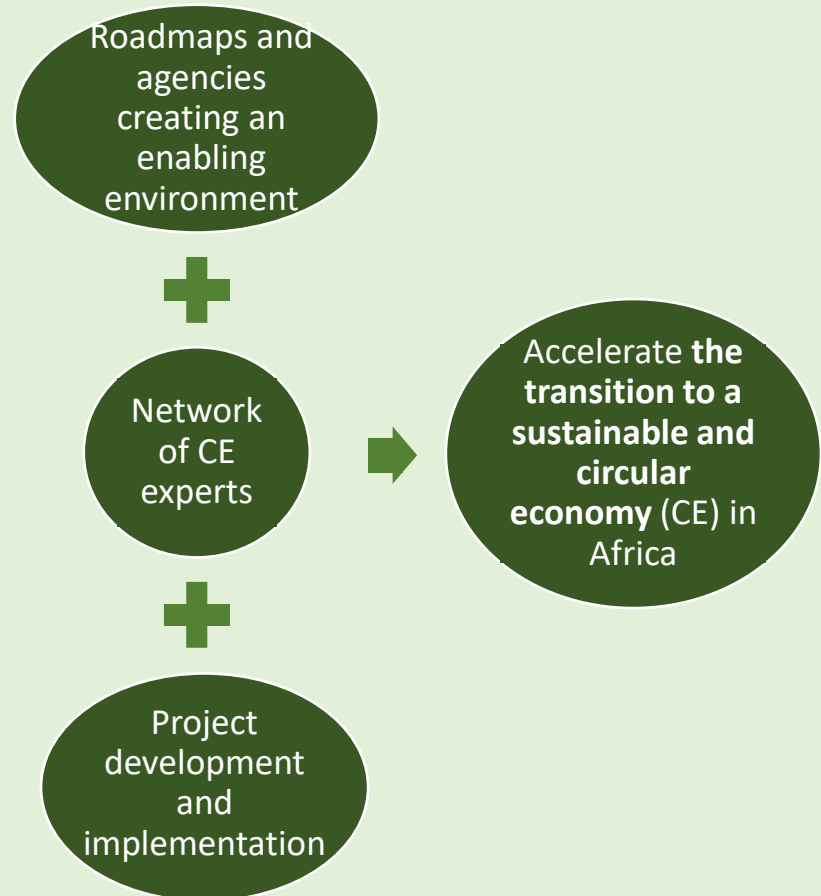 Roadmaps and
agencies
creating an
enabling
environment
Network
of CE
experts
Project
development
and
implementation
Accelerate the
transition to a
sustainable and
circular
economy (CE) in
Africa